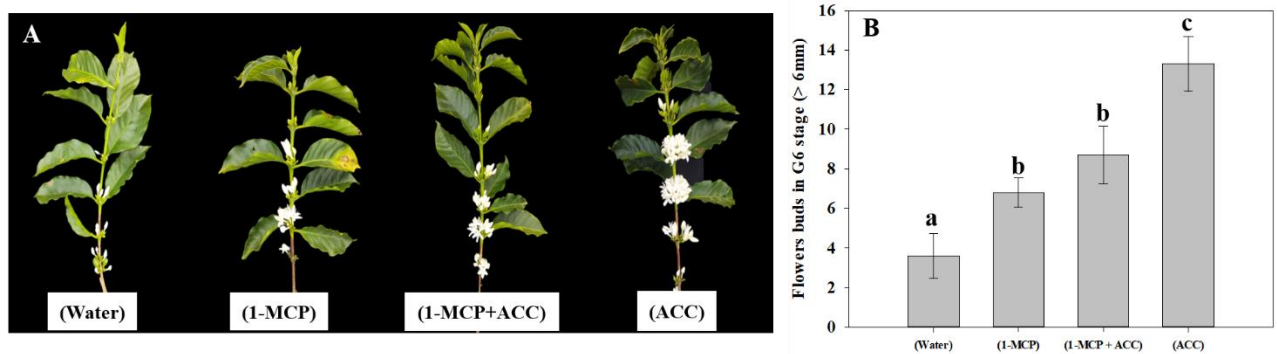 A
(Water)
(1-MCP)
(1-MCP+ACC)
(ACC)
B
Flowers buds in G6 stage (> 6mm)
16
14
12
10
8
6
4
2
0
a
b
b
c
(Water)
(1-MCP)
(1-MCP + ACC)
(ACC)